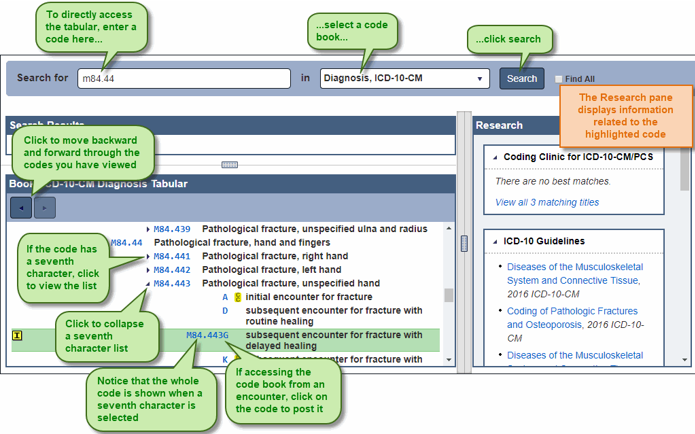 To directly access
the tabular, enter a
code here...
...select a code
book...
...click search
Search for
m84.44
in
Diagnosis, ICD-10-CM
Search
Find All
The Research pane
displays information
related to the
highlighted code
Search Results
Research
Click to move backward
and forward through the
codes you have viewed
Coding Clinic for ICD-10-CM/PCS
There are no best matches.
View all 3 matching titles
ICD-10-CM Diagnosis Tabular
M84.439 Pathological fracture, unspecified ulna and radius
M84.44 Pathological fracture, hand and fingers
M84.441 Pathological fracture, right hand
M84.442 Pathological fracture, left hand
M84.443 Pathological fracture, unspecified hand
A initial encounter for fracture
D subsequent encounter for fracture with
routine healing
M84.443G subsequent encounter for fracture with
delayed healing
K subsequent encounter for fracture with
If the code has
a seventh
character, click
to view the list
Click to collapse
a seventh
character list
Notice that the whole
code is shown when a
seventh character is
selected
If accessing the
code book from an
encounter, click on
the code to post it
ICD-10 Guidelines
Diseases of the Musculoskeletal
System and Connective Tissue,
2016 ICD-10-CM
Coding of Pathologic Fractures
and Osteoporosis, 2016 ICD-10-
CM
Diseases of the Musculoskeletal